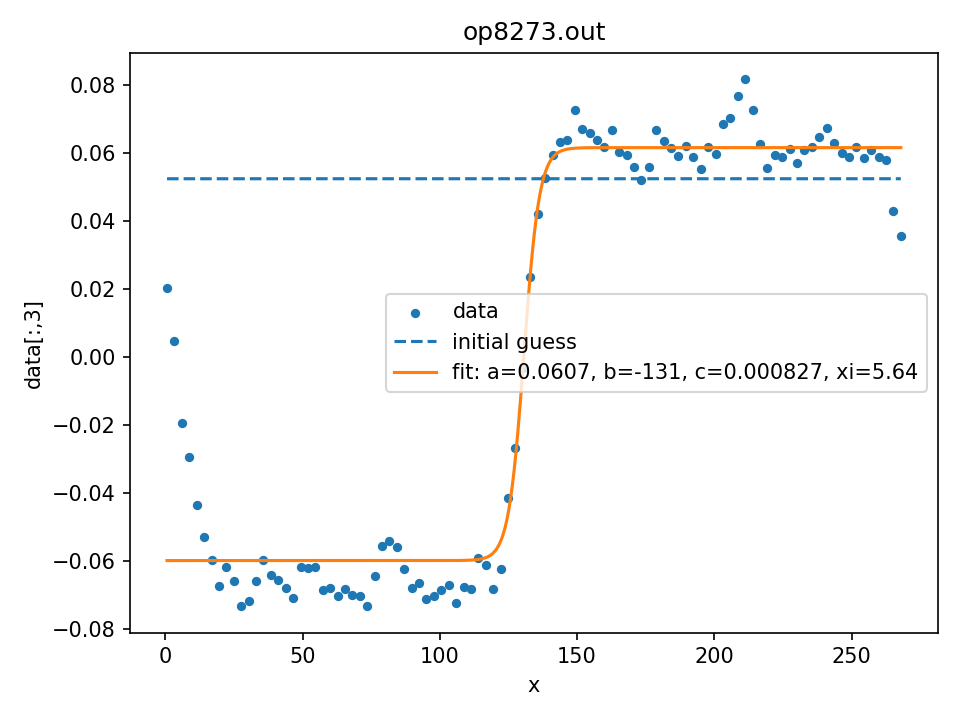 op8273.out
0.08
0.06
0.04
0.02
0.00
−0.02
−0.04
−0.06
−0.08
data[:,3]
data
initial guess
fit: a=0.0607, b=-131, c=0.000827, xi=5.64
0 50 100 150 200 250
x